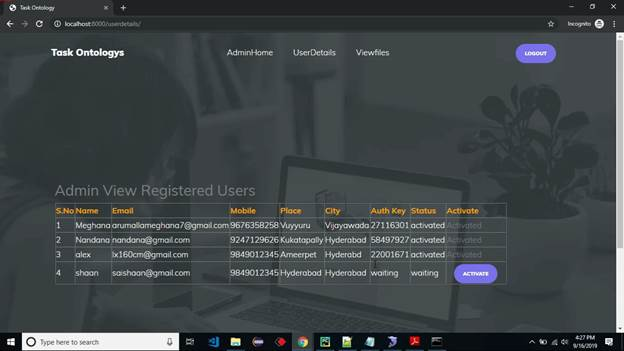 Task Ontology
localhost:8000/userdetails/
Incognito
Task Ontologys
AdminHome
UserDetails
Viewfiles
LOGOUT
Admin View Registered Users
S.No Name Email Mobile Place City Auth Key Status Activate
1 Meghana arumallameghana7@gmail.com 9676358258 Vuyyuru Vijayawada 27116301 activated Activated
2 Nandana nandana@gmail.com 9247129626 Kukatapally Hyderabad 58497927 activated Activated
3 alex lx160cm@gmail.com 9849012345 Ameerpet Hyderabd 22001671 activated Activated
4 shaan saishaan@gmail.com 9849012345 Hyderabad Hyderabad waiting waiting ACTIVATE
Type here to search
4:27 PM
9/16/2019